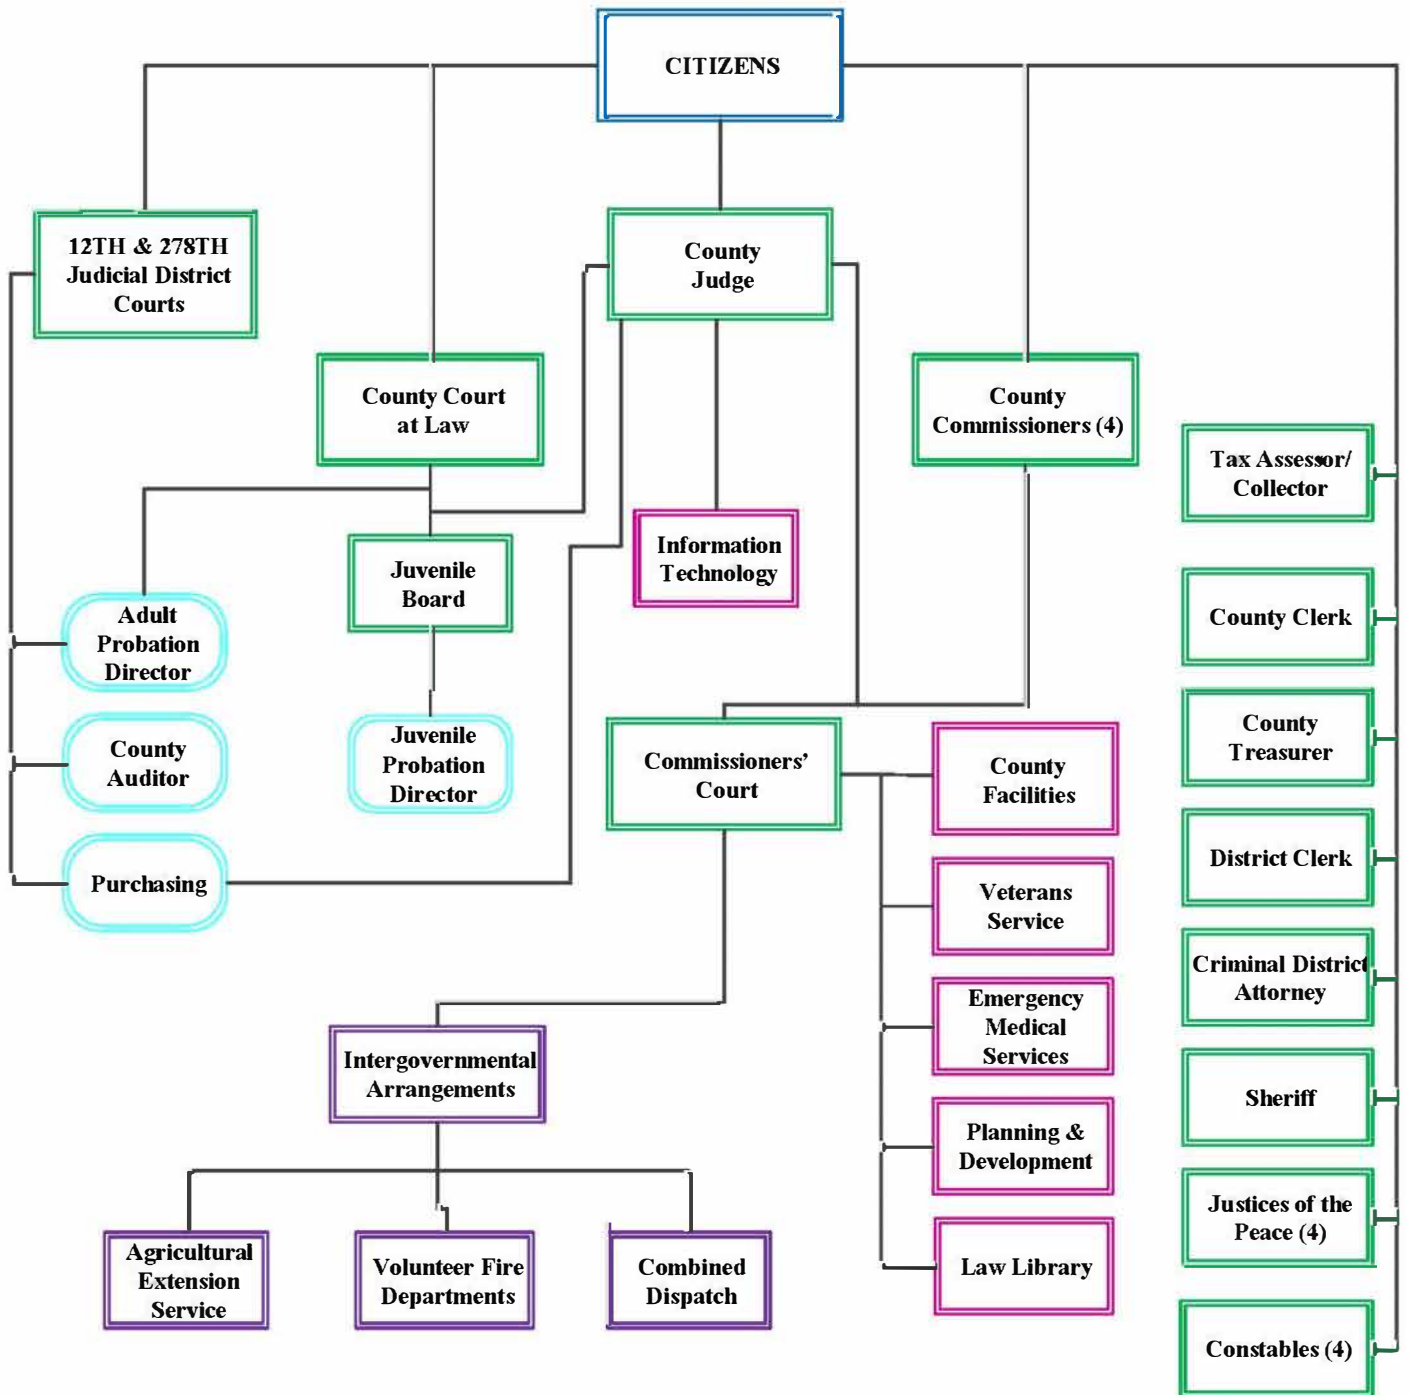 CITIZENS
12TH & 278TH
Judicial District
Courts
County
Judge
County Court
at Law
County
Commissioners (4)
Tax Assessor/
Collector
Information
Technology
Juvenile
Board
County Clerk
Adult
Probation
Director
County
Treasurer
County
Auditor
Juvenile
Probation
Director
Commissioners’
Court
County
Facilities
District Clerk
Purchasing
Veterans
Service
Criminal District
Attorney
Emergency
Medical
Services
Intergovernmental
Arrangements
Sheriff
Planning &
Development
Justices of the
Peace (4)
Agricultural
Extension
Service
Volunteer Fire
Departments
Combined
Dispatch
Law Library
Constables (4)